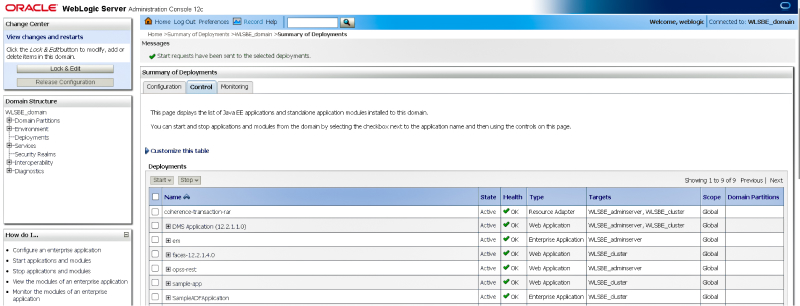 ORACLE WebLogic Server Administration Console 12c
Change Center
View changes and restarts
Click the Lock & Edit button to modify, add or
delete items in this domain.
Lock & Edit
Release Configuration
Domain Structure
WLSBE_domain
Domain Partitions
Environment
Deployments
Services
Security Realms
Interoperability
Diagnostics
How do I...
Configure an enterprise application
Start applications and modules
Stop applications and modules
View the modules of an enterprise application
Monitor the modules of an enterprise
application
Home Log Out Preferences Record Help
Welcome, weblogic Connected to: WLSBE_domain
Home >Summary of Deployments >WLSBE_domain >Summary of Deployments
Messages
Start requests have been sent to the selected deployments.
Summary of Deployments
Configuration Control Monitoring
This page displays the list of Java EE applications and standalone application modules installed to this domain.
You can start and stop applications and modules from the domain by selecting the checkbox next to the application name and then using the controls on this page.
Customize this table
Deployments
Start Stop Showing 1 to 9 of 9 Previous | Next
Name State Health Type Targets Scope Domain Partitions
coherence-transaction-rar Active OK Resource Adapter WLSBE_adminserver, WLSBE_cluster Global
DMS Application (12.2.1.1.0) Active OK Web Application WLSBE_adminserver, WLSBE_cluster Global
em Active OK Enterprise Application WLSBE_adminserver Global
faces-12.2.1.4.0 Active OK Web Application WLSBE_cluster Global
opss-rest Active OK Web Application WLSBE_adminserver Global
sample-app Active OK Web Application WLSBE_cluster Global
SampleADFApplication Active OK Enterprise Application WLSBE_cluster Global